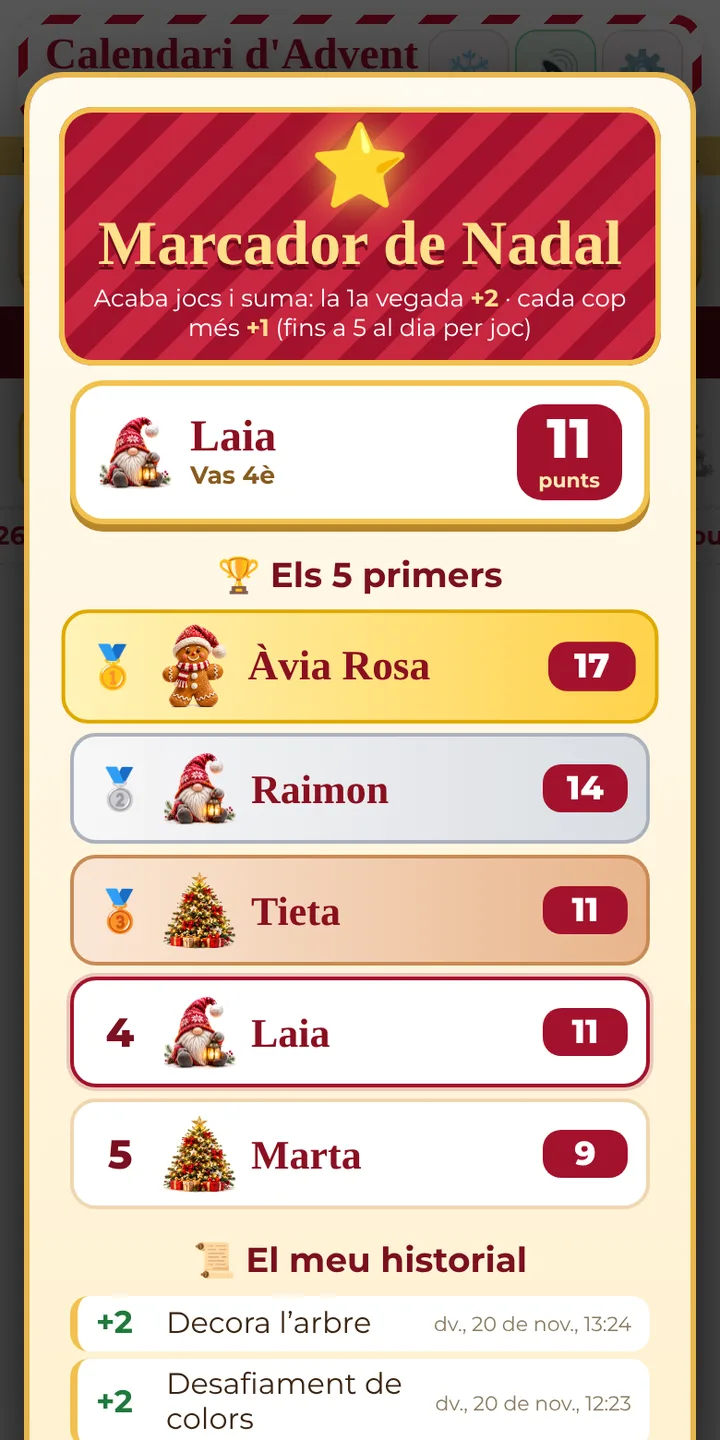 Calendari d'Advent
Marcador de Nadal
Acaba jocs i suma: la 1a vegada +2 · cada cop
més +1 (fins a 5 al dia per joc)
Laia
Vas 4è
11
punts
Els 5 primers
1
Àvia Rosa
17
2
Raimon
14
3
Tieta
11
4
Laia
11
5
Marta
9
El meu historial
+2 Decora l’arbre dv., 20 de nov., 13:24
+2 Desafiament de
colors
dv., 20 de nov., 12:23